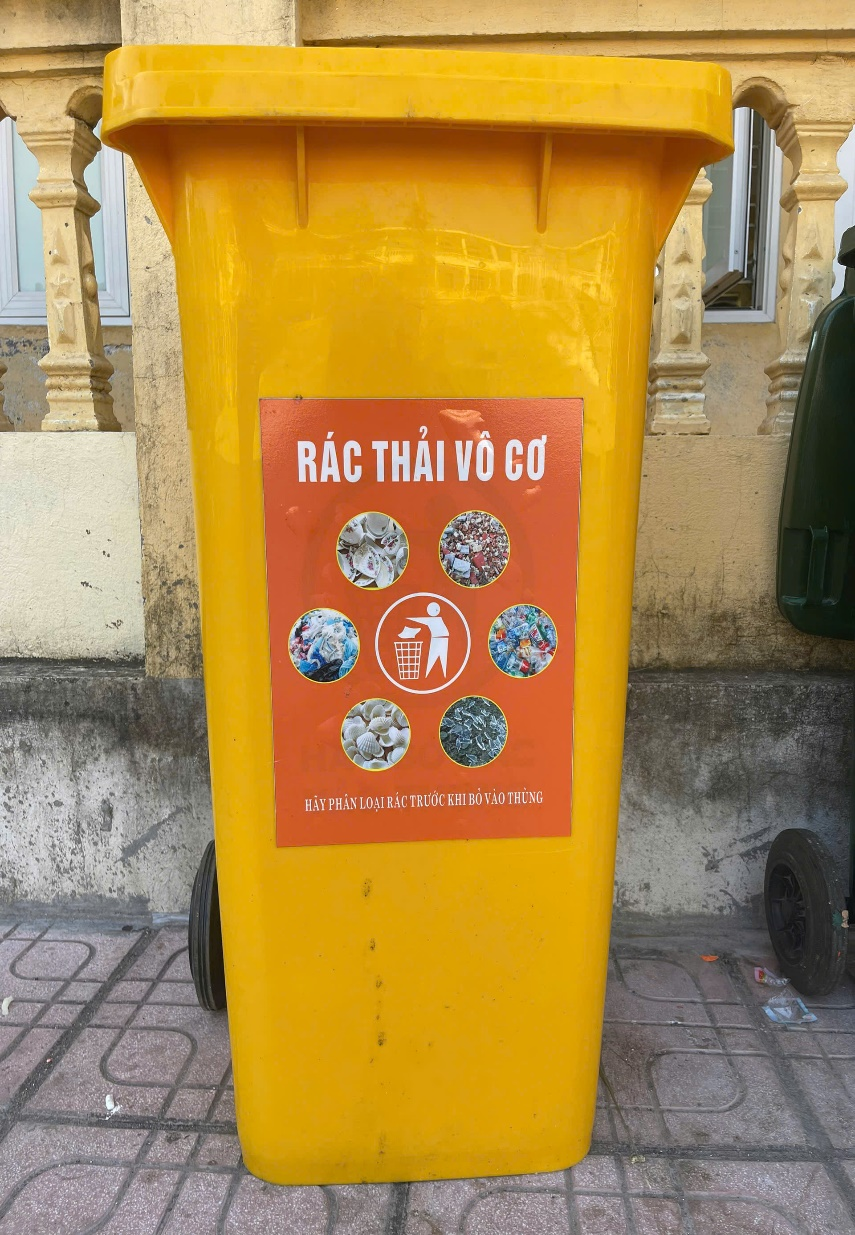 RÁC THẢI VÔ CƠ
HÃY PHÂN LOẠI RÁC TRƯỚC KHI BỎ VÀO THÙNG